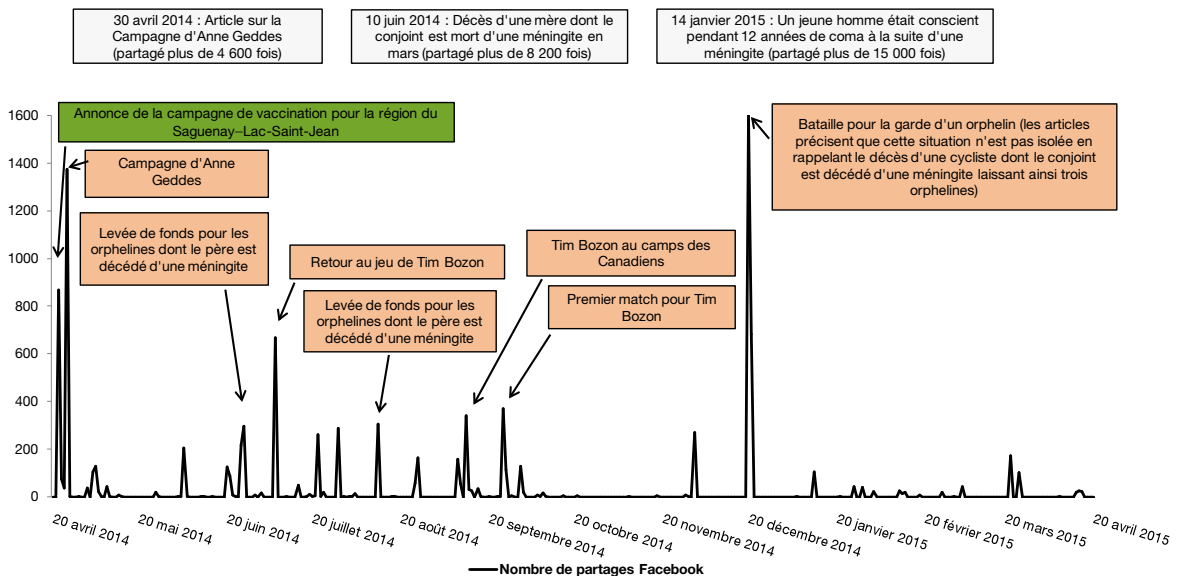 30 avril 2014 : Article sur la
Campagne d'Anne Geddes
(partagé plus de 4 600 fois)
10 juin 2014 : Décès d'une mère dont le
conjoint est mort d'une méningite en
mars (partagé plus de 8 200 fois)
14 janvier 2015 : Un jeune homme était conscient
pendant 12 années de coma à la suite d'une
méningite (partagé plus de 15 000 fois)
Annonce de la campagne de vaccination pour la région du
Saguenay–Lac-Saint-Jean
Campagne d'Anne
Geddes
Levée de fonds pour les
orphelines dont le père est
décédé d'une méningite
Retour au jeu de Tim Bozon
Levée de fonds pour les
orphelines dont le père est
décédé d'une méningite
Tim Bozon au camps des
Canadiens
Premier match pour Tim
Bozon
Bataille pour la garde d'un orphelin (les articles
précisent que cette situation n'est pas isolée en
rappelant le décès d'une cycliste dont le conjoint
est décédé d'une méningite laissant ainsi trois
orphelines)
1600
1400
1200
1000
800
600
400
200
0
20 avril 2014
20 mai 2014
20 juin 2014
20 juillet 2014
20 août 2014
20 septembre 2014
20 octobre 2014
20 novembre 2014
20 décembre 2014
20 janvier 2015
20 février 2015
20 mars 2015
20 avril 2015
Nombre de partages Facebook